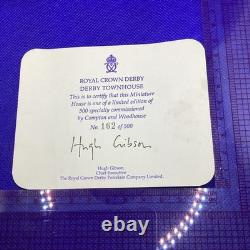 ROYAL CROWN DERBY
DERBY TOWNHOUSE
This is to certify that this Miniature
House is one of a limited edition of
500 specially commissioned
by Compton and Woodhouse
No. 162 of 500
Hugh Gibson
Hugh Gibson
Chief Executive
The Royal Crown Derby Porcelain Company Limited.